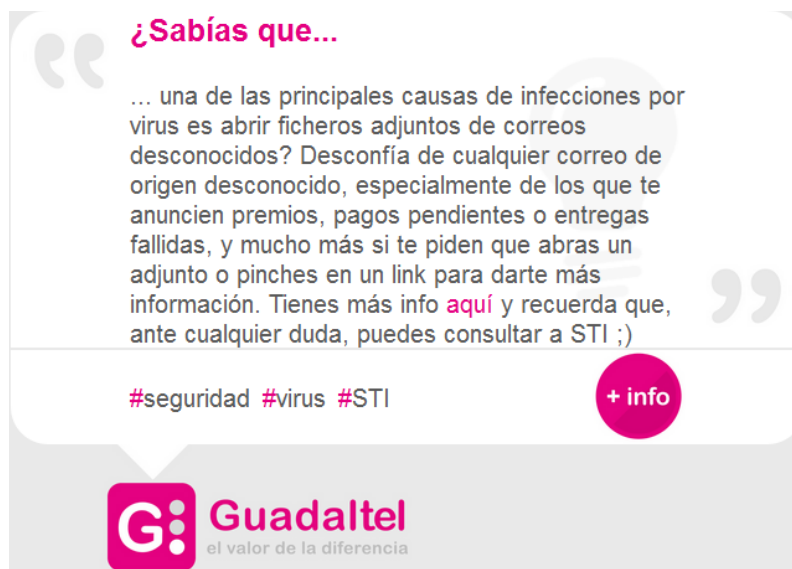 ¿Sabías que...
... una de las principales causas de infecciones por
virus es abrir ficheros adjuntos de correos
desconocidos? Desconfía de cualquier correo de
origen desconocido, especialmente de los que te
anuncien premios, pagos pendientes o entregas
fallidas, y mucho más si te piden que abras un
adjunto o pinches en un link para darte más
información. Tienes más info aquí y recuerda que,
ante cualquier duda, puedes consultar a STI ;)
#seguridad #virus #STI
+ info
G
Guadaltel
el valor de la diferencia